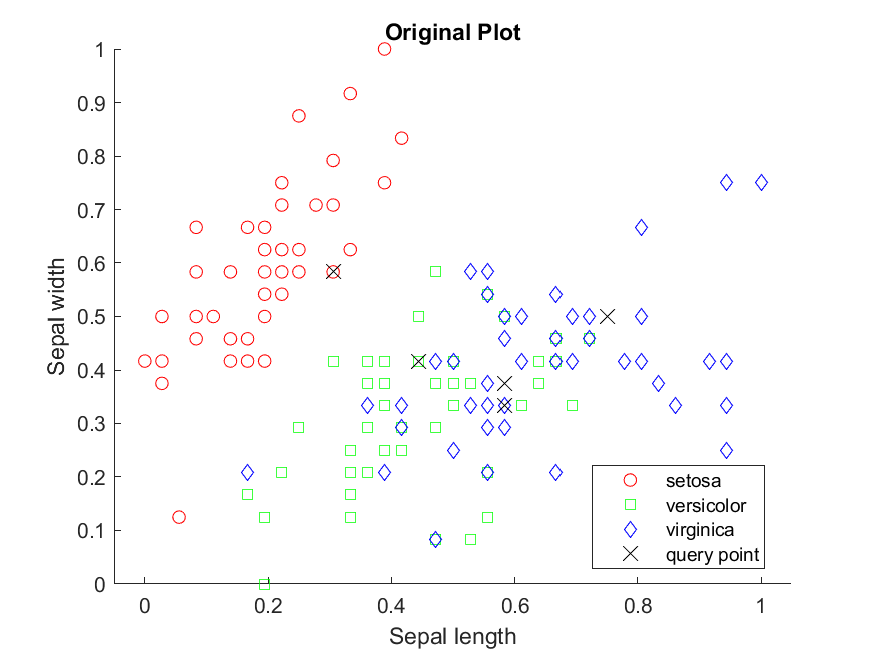 Original Plot
1
0.9
0.8
0.7
0.6
0.5
0.4
0.3
0.2
0.1
0
Sepal width
0
0.2
0.4
0.6
0.8
1
Sepal length
setosa
versicolor
virginica
query point